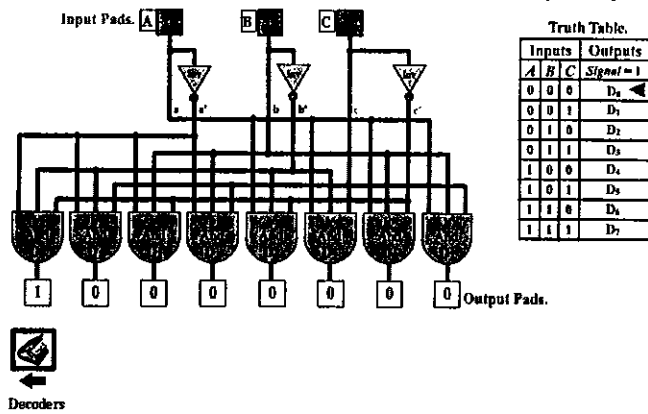 Input Pads. A B C
Truth Table.
Inputs Outputs
A B C Signal = 1
0 0 0 D₀
0 0 1 D₁
0 1 0 D₂
0 1 1 D₃
1 0 0 D₄
1 0 1 D₅
1 1 0 D₆
1 1 1 D₇
a a' b b' c c'
1 0 0 0 0 0 0 0 Output Pads.
Decoders